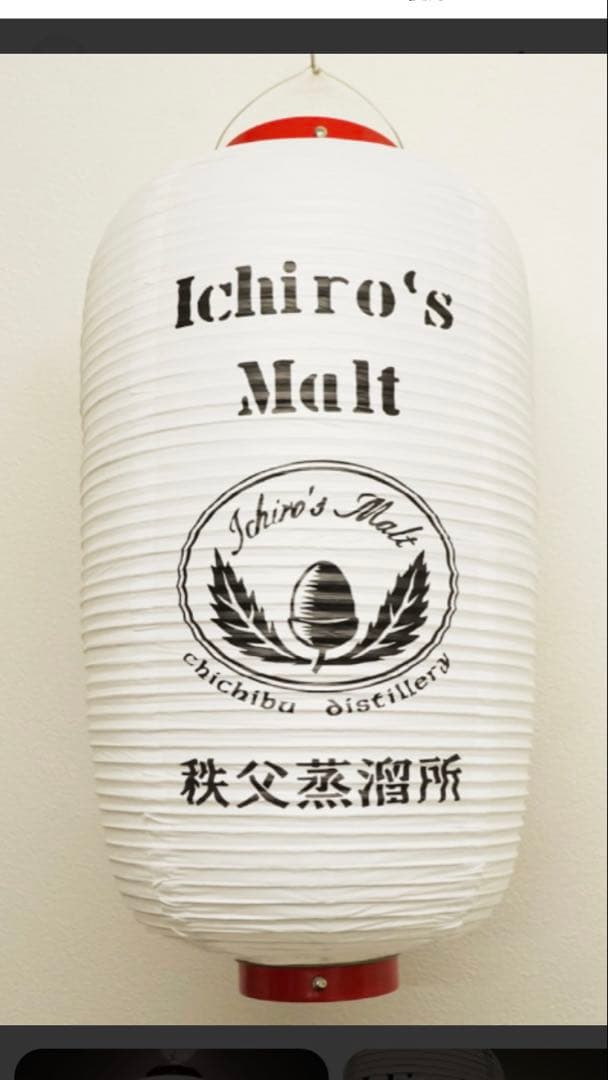 Ichiro's
Malt
Ichiro's Malt
chichibu distillery
秩父蒸溜所